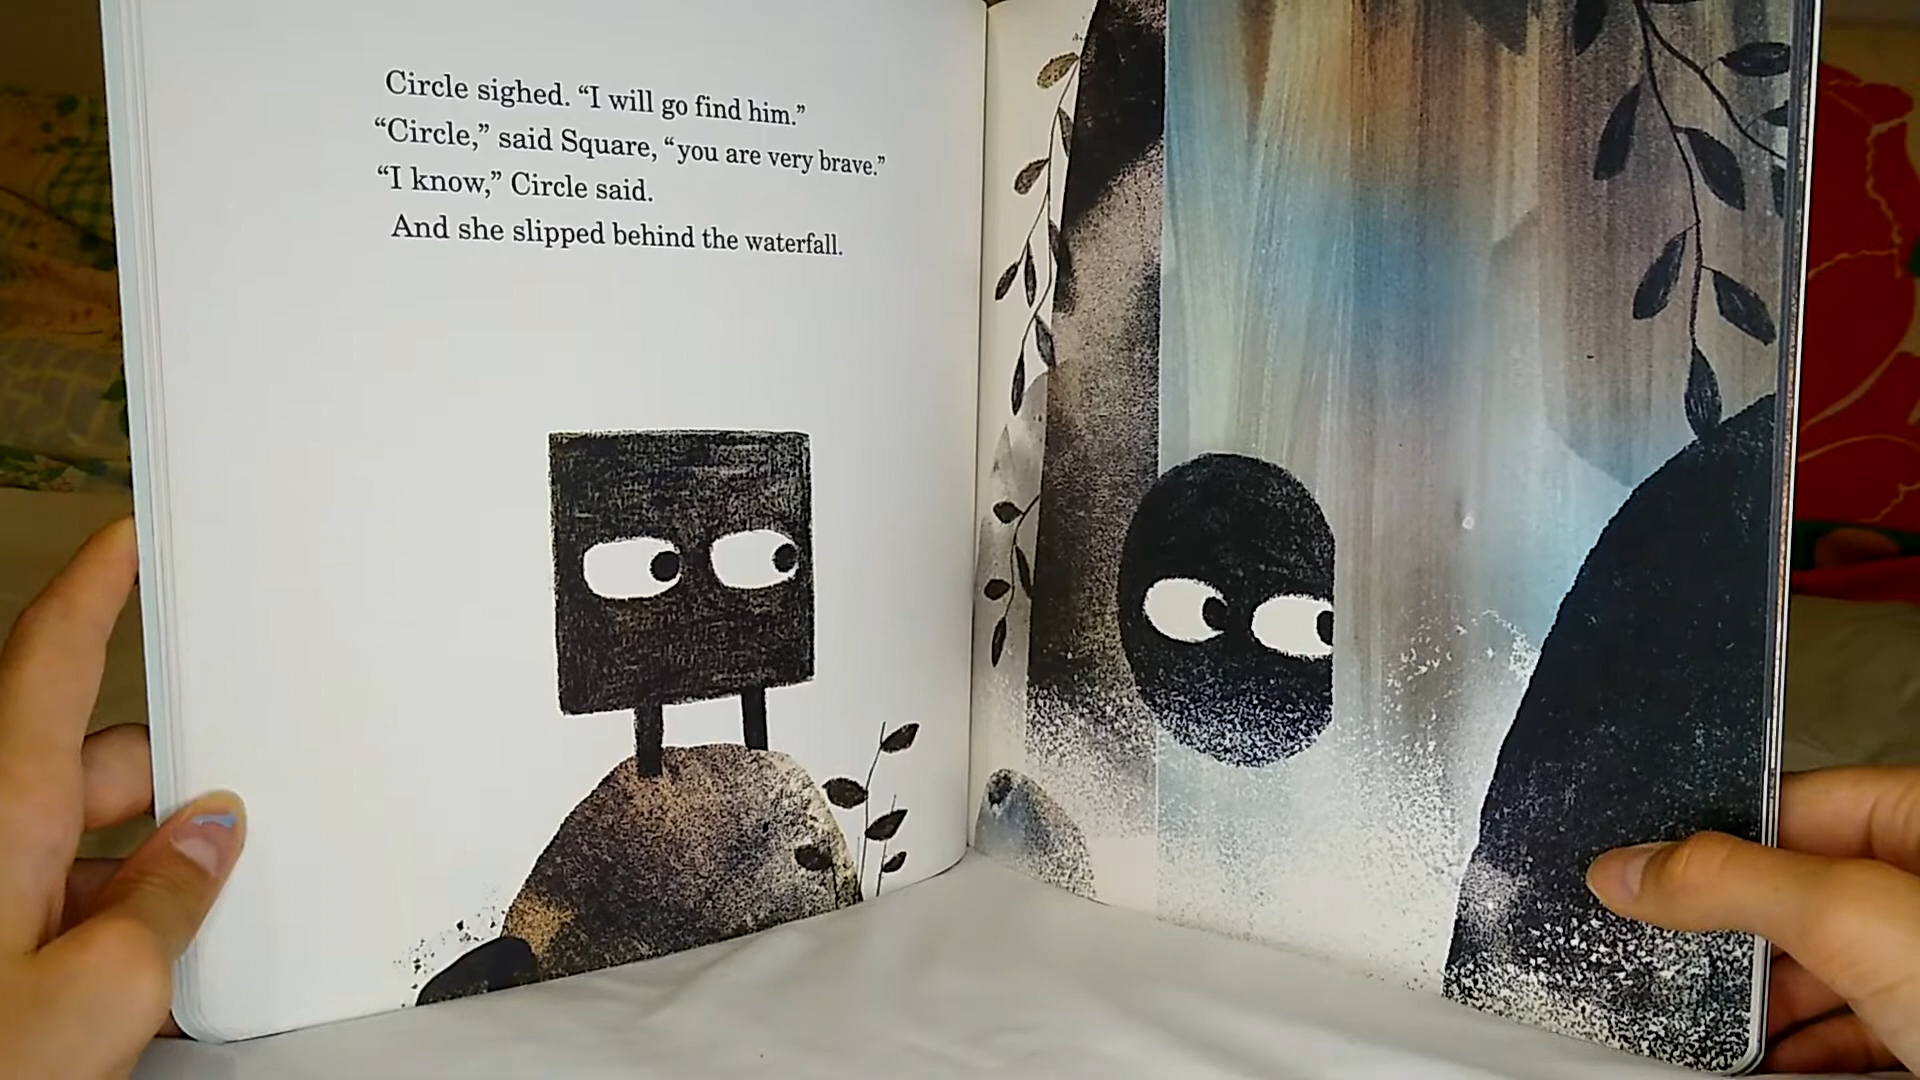 Circle sighed. “I will go find him.”
“Circle,” said Square, “you are very brave.”
“I know,” Circle said.
And she slipped behind the waterfall.